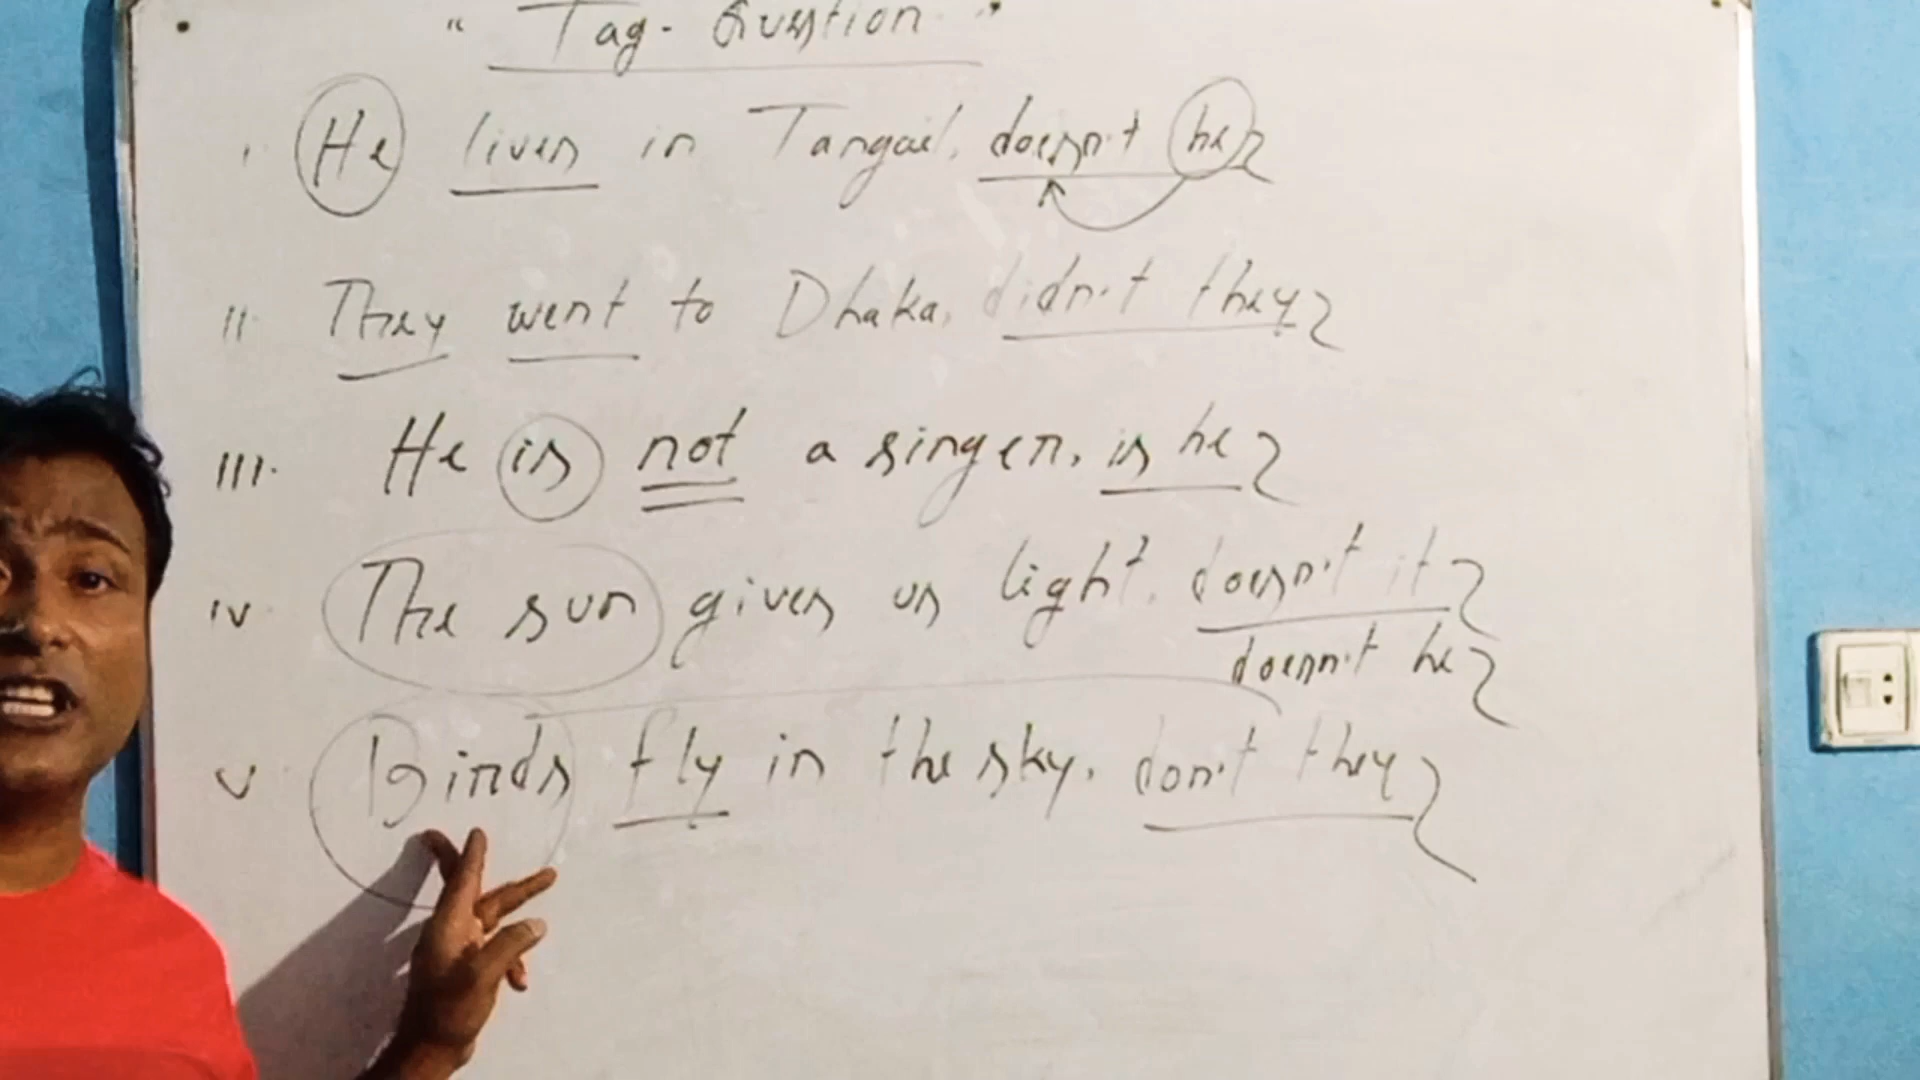 " Tag- Question "
i. He lives in Tangail, doesn't he?
ii. They went to Dhaka, didn't they?
iii. He is not a singer, is he?
iv The sun gives us light, doesn't it?
doesn't he?
v Birds fly in the sky, don't they?